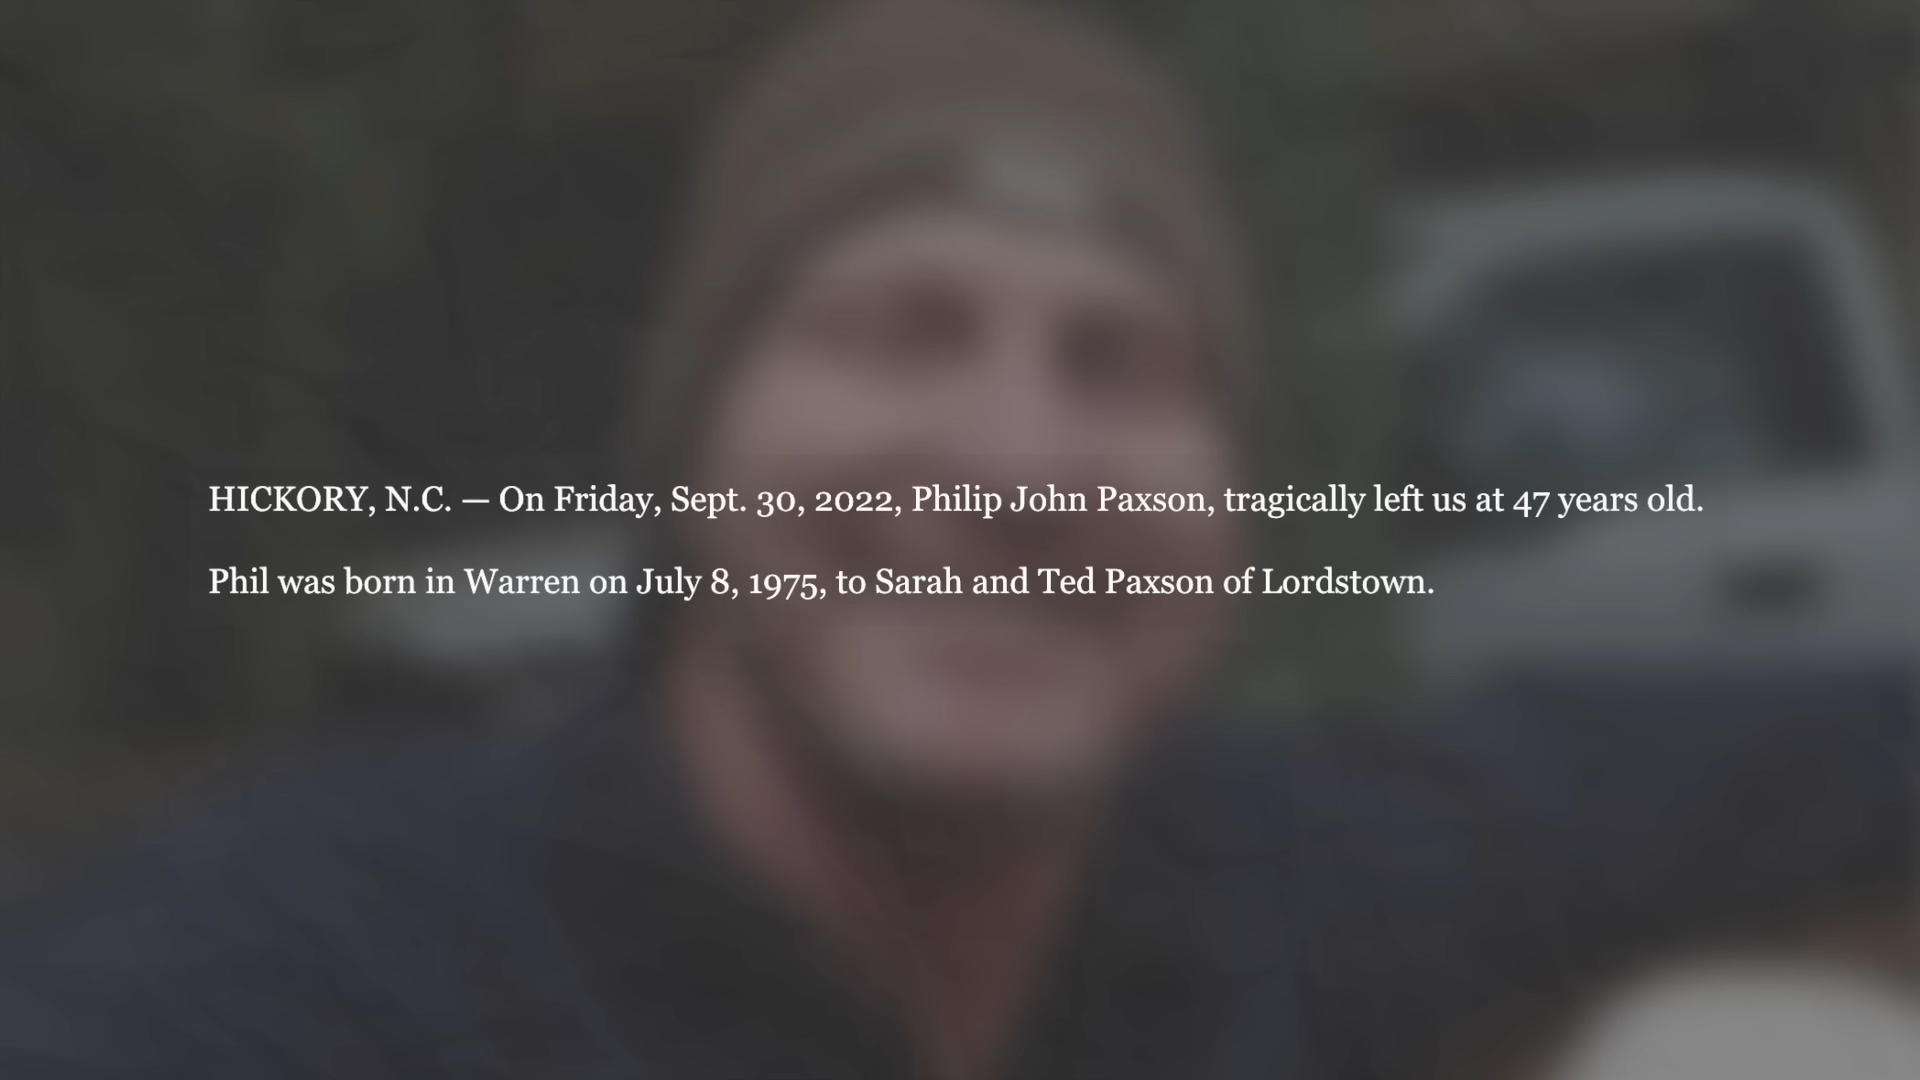 HICKORY, N.C. — On Friday, Sept. 30, 2022, Philip John Paxson, tragically left us at 47 years old.
Phil was born in Warren on July 8, 1975, to Sarah and Ted Paxson of Lordstown.